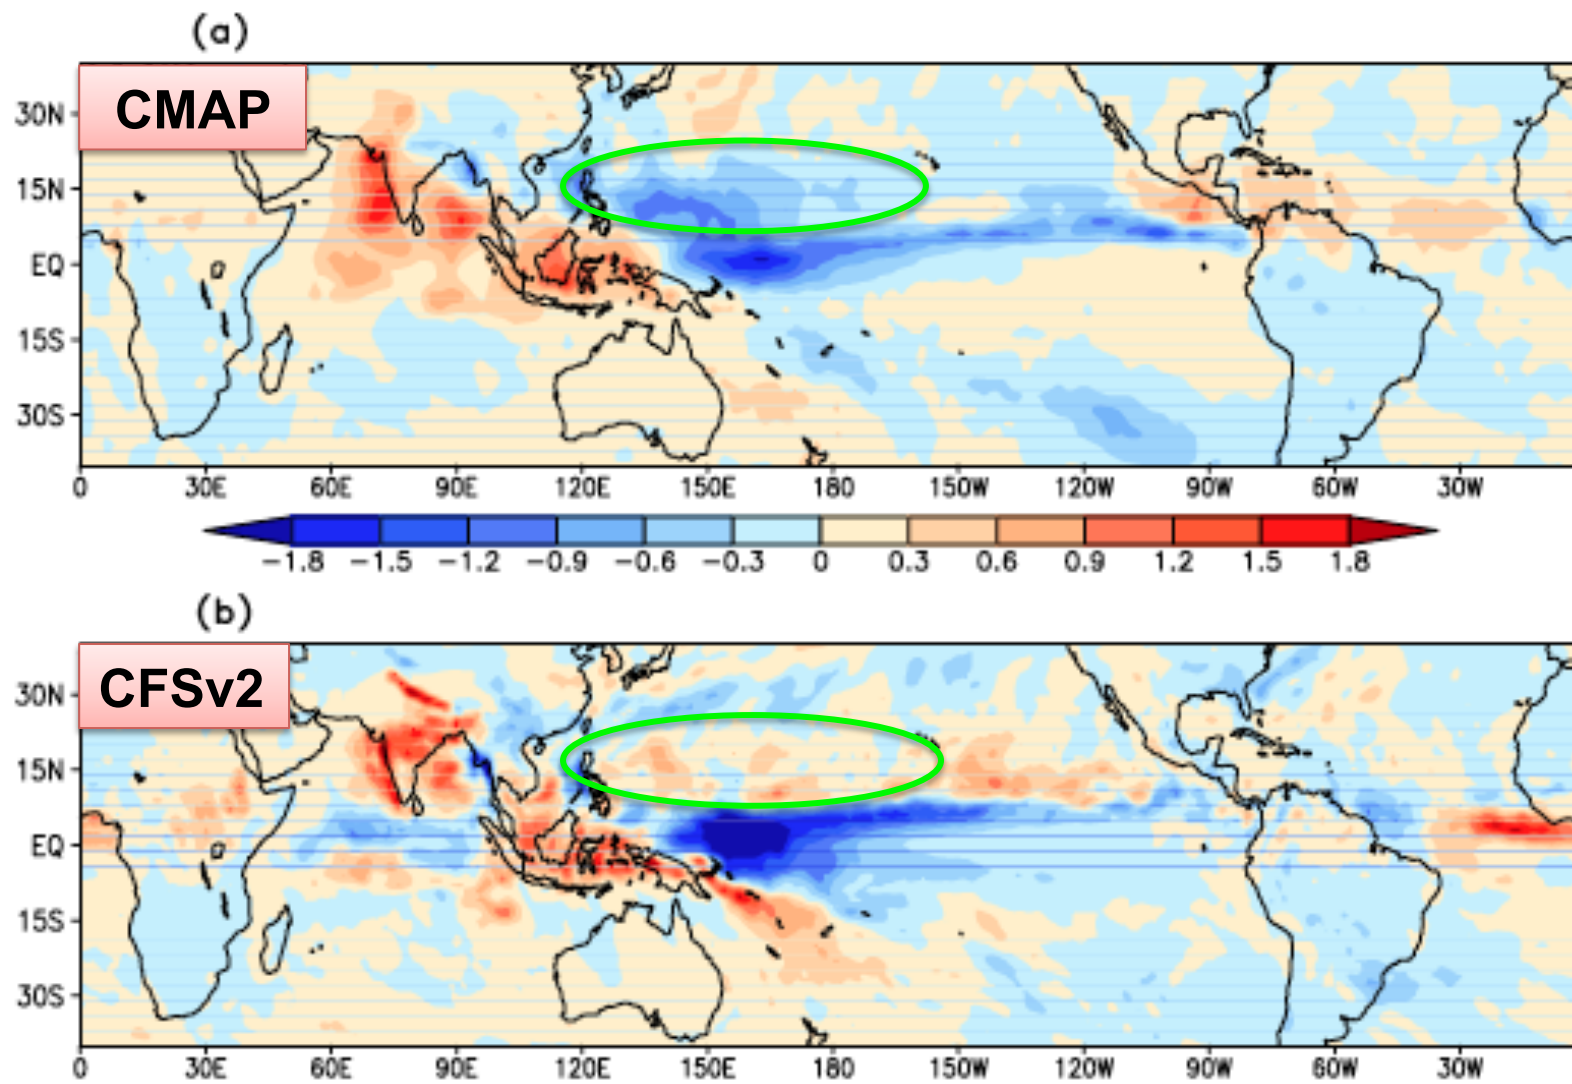 (a)
CMAP
30N
15N
EQ
15S
30S
0 30E 60E 90E 120E 150E 180 150W 120W 90W 60W 30W
−1.8 −1.5 −1.2 −0.9 −0.6 −0.3 0 0.3 0.6 0.9 1.2 1.5 1.8
(b)
CFSv2
30N
15N
EQ
15S
30S
0 30E 60E 90E 120E 150E 180 150W 120W 90W 60W 30W